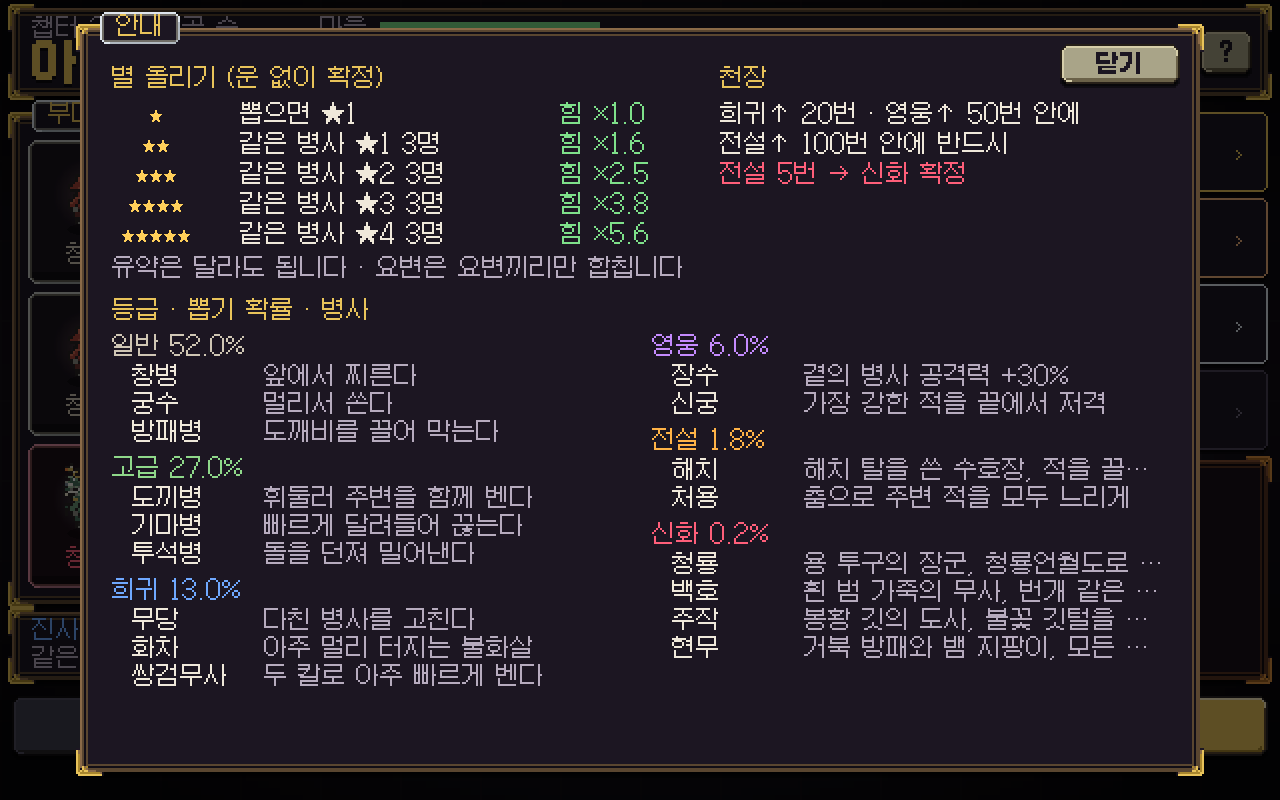 안내
닫기
?
별 올리기 (운 없이 확정)
★ 뽑으면 ★1 힘 ×1.0
★★ 같은 병사 ★1 3명 힘 ×1.6
★★★ 같은 병사 ★2 3명 힘 ×2.5
★★★★ 같은 병사 ★3 3명 힘 ×3.8
★★★★★ 같은 병사 ★4 3명 힘 ×5.6
유약은 달라도 됩니다 · 요변은 요변끼리만 합칩니다
천장
희귀↑ 20번 · 영웅↑ 50번 안에
전설↑ 100번 안에 반드시
전설 5번 → 신화 확정
등급 · 뽑기 확률 · 병사
일반 52.0%
창병 앞에서 찌른다
궁수 멀리서 쏜다
방패병 도깨비를 끌어 막는다
고급 27.0%
도끼병 휘둘러 주변을 함께 벤다
기마병 빠르게 달려들어 끊는다
투석병 돌을 던져 밀어낸다
희귀 13.0%
무당 다친 병사를 고친다
화차 아주 멀리 터지는 불화살
쌍검무사 두 칼로 아주 빠르게 벤다
영웅 6.0%
장수 곁의 병사 공격력 +30%
신궁 가장 강한 적을 끝에서 저격
전설 1.8%
해치 해치 탈을 쓴 수호장, 적을 끌…
처용 춤으로 주변 적을 모두 느리게
신화 0.2%
청룡 용 투구의 장군, 청룡언월도로 …
백호 흰 범 가죽의 무사, 번개 같은 …
주작 봉황 깃의 도사, 불꽃 깃털을 …
현무 거북 방패와 뱀 지팡이, 모든 …
진사
같은